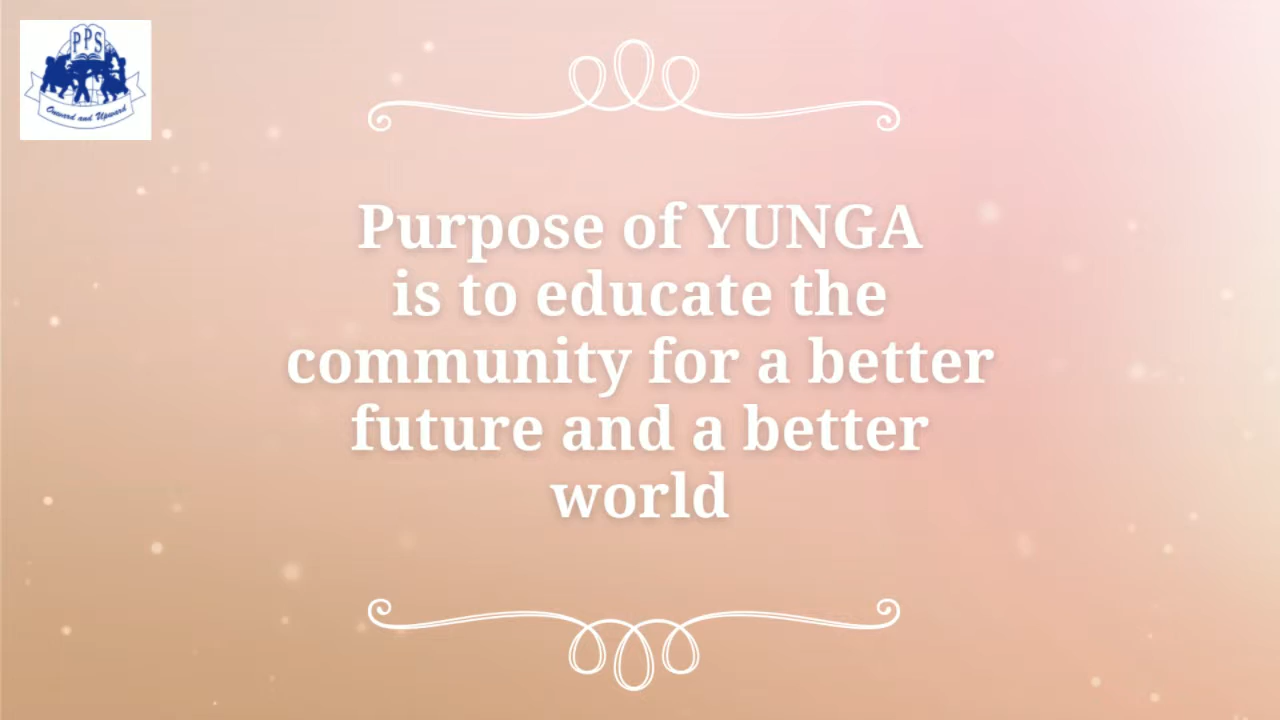 PPS
Onward and Upward
Purpose of YUNGA
is to educate the
community for a better
future and a better
world